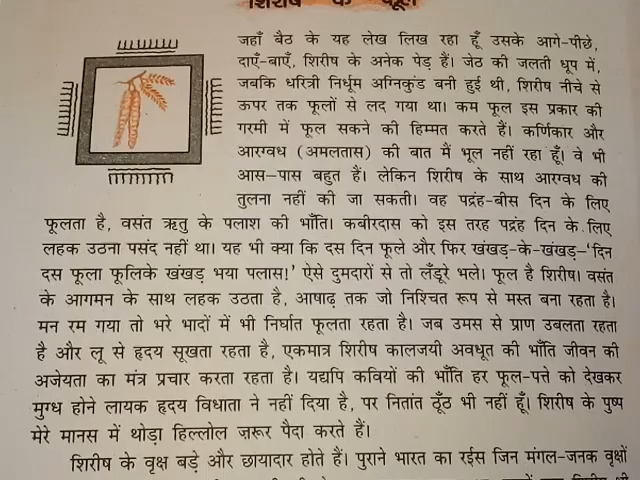 शिरीष के फूल
जहाँ बैठ के यह लेख लिख रहा हूँ उसके आगे-पीछे,
दाएँ-बाएँ, शिरीष के अनेक पेड़ हैं। जेठ की जलती धूप में,
जबकि धरित्री निर्धूम अग्निकुंड बनी हुई थी, शिरीष नीचे से
ऊपर तक फूलों से लद गया था। कम फूल इस प्रकार की
गरमी में फूल सकने की हिम्मत करते हैं। कर्णिकार और
आरग्वध (अमलतास) की बात मैं भूल नहीं रहा हूँ। वे भी
आस-पास बहुत हैं। लेकिन शिरीष के साथ आरग्वध की
तुलना नहीं की जा सकती। वह पद्रंह-बीस दिन के लिए
फूलता है, वसंत ऋतु के पलाश की भाँति। कबीरदास को इस तरह पद्रंह दिन के लिए
लहक उठना पसंद नहीं था। यह भी क्या कि दस दिन फूले और फिर खंखड़-के-खंखड़–‘दिन
दस फूला फूलिके खंखड़ भया पलास!’ ऐसे दुमदारों से तो लँडूरे भले। फूल है शिरीष। वसंत
के आगमन के साथ लहक उठता है, आषाढ़ तक जो निश्चित रूप से मस्त बना रहता है।
मन रम गया तो भरे भादों में भी निर्घात फूलता रहता है। जब उमस से प्राण उबलता रहता
है और लू से हृदय सूखता रहता है, एकमात्र शिरीष कालजयी अवधूत की भाँति जीवन की
अजेयता का मंत्र प्रचार करता रहता है। यद्यपि कवियों की भाँति हर फूल-पत्ते को देखकर
मुग्ध होने लायक हृदय विधाता ने नहीं दिया है, पर नितांत ठूँठ भी नहीं हूँ। शिरीष के पुष्प
मेरे मानस में थोड़ा हिल्लोल ज़रूर पैदा करते हैं।
शिरीष के वृक्ष बड़े और छायादार होते हैं। पुराने भारत का रईस जिन मंगल-जनक वृक्षों